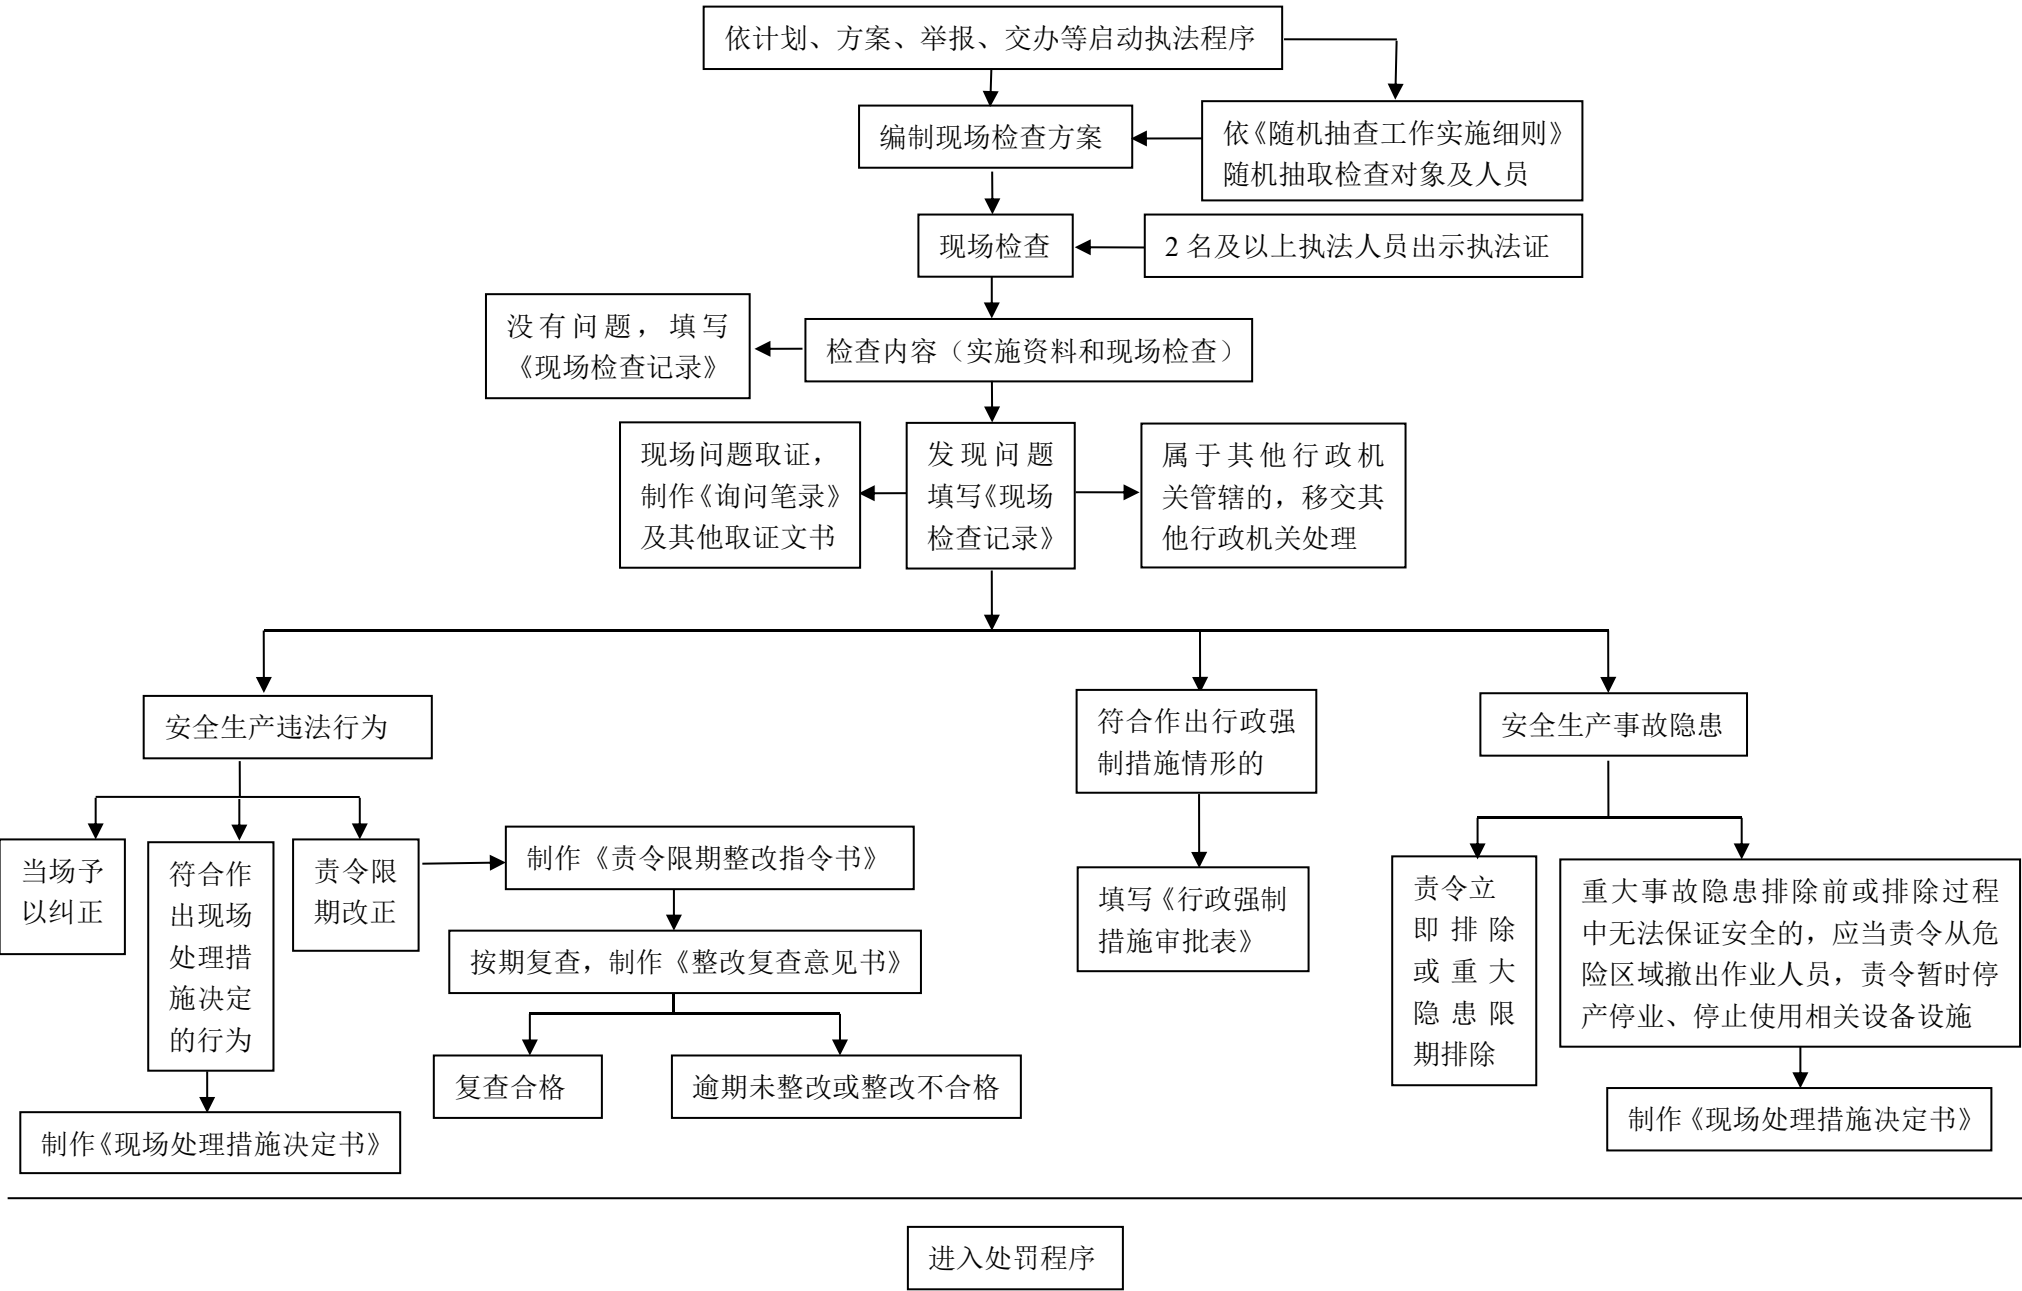 依计划、方案、举报、交办等启动执法程序
编制现场检查方案
依《随机抽查工作实施细则》
随机抽取检查对象及人员
现场检查
2 名及以上执法人员出示执法证
没有问题，填写
《现场检查记录》
检查内容（实施资料和现场检查）
现场问题取证，
制作《询问笔录》
及其他取证文书
发现问题
填写《现场
检查记录》
属于其他行政机
关管辖的，移交其
他行政机关处理
安全生产违法行为
符合作出行政强
制措施情形的
安全生产事故隐患
当场予
以纠正
符合作
出现场
处理措
施决定
的行为
责令限
期改正
制作《责令限期整改指令书》
按期复查，制作《整改复查意见书》
复查合格
逾期未整改或整改不合格
制作《现场处理措施决定书》
填写《行政强制
措施审批表》
责令立
即排除
或重大
隐患限
期排除
重大事故隐患排除前或排除过程
中无法保证安全的，应当责令从危
险区域撤出作业人员，责令暂时停
产停业、停止使用相关设备设施
制作《现场处理措施决定书》
进入处罚程序